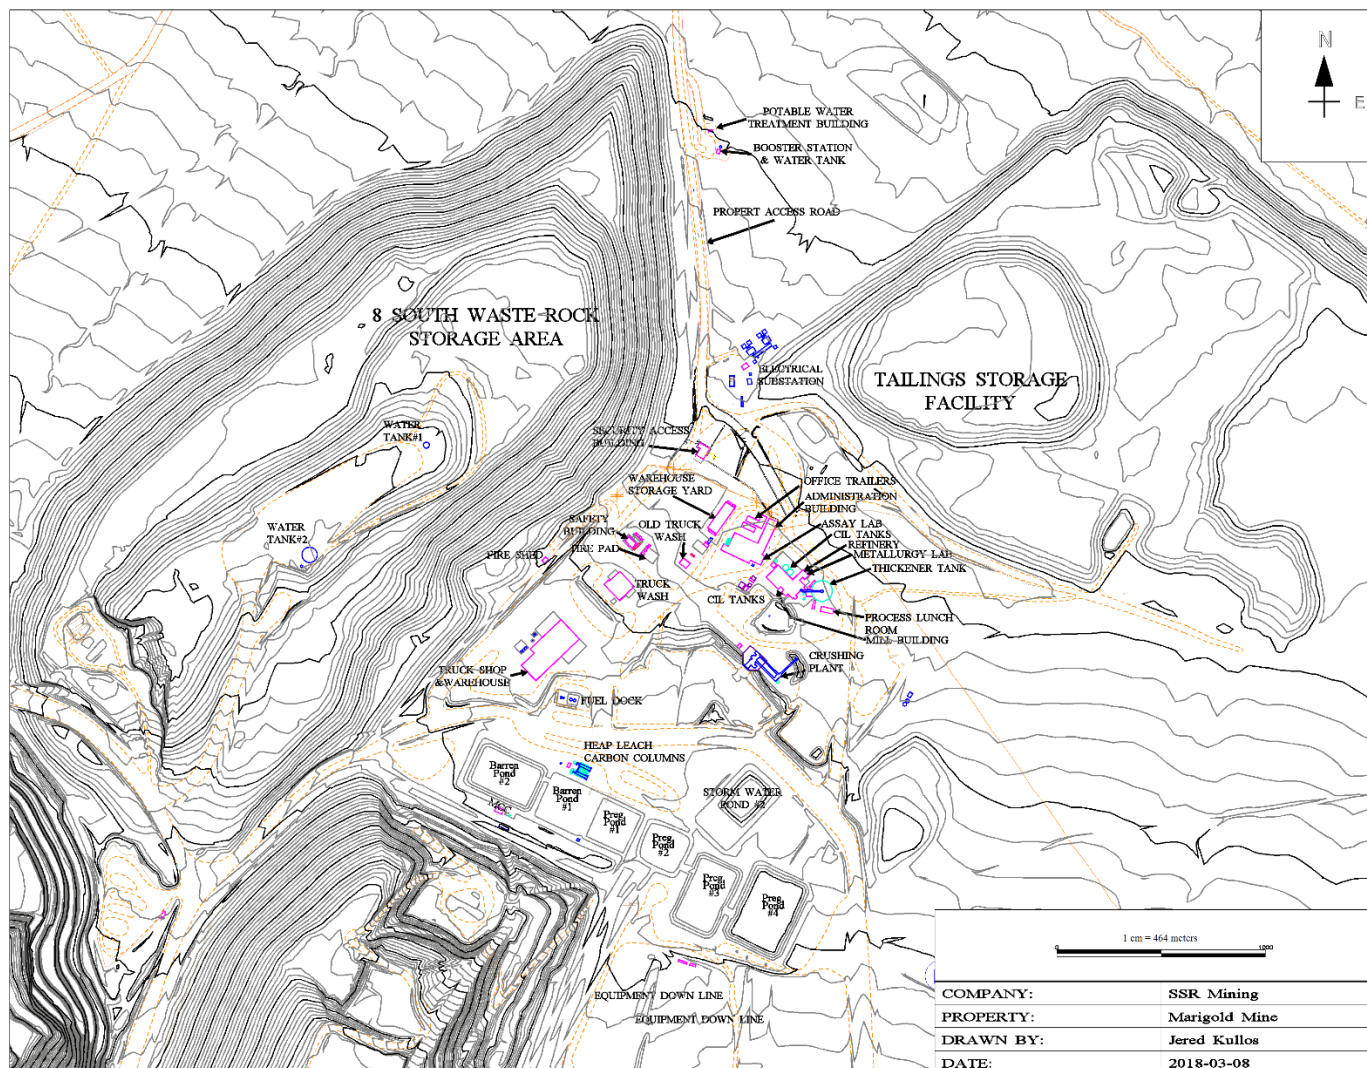 N
E
POTABLE WATER
TREATMENT BUILDING
BOOSTER STATION
& WATER TANK
PROPERT ACCESS ROAD
8 SOUTH WASTE ROCK
STORAGE AREA
ELECTRICAL
SUBSTATION
TAILINGS STORAGE
FACILITY
WATER
TANK#1
SECURITY ACCESS
BUILDING
WAREHOUSE
STORAGE YARD
OFFICE TRAILERS
ADMINISTRATION
BUILDING
WATER
TANK#2
SAFETY
BUILDING
OLD TRUCK
WASH
ASSAY LAB
CIL TANKS
REFINERY
METALLURGY LAB
THICKENER TANK
FIRE SHED
TIRE PAD
TRUCK
WASH
CIL TANKS
PROCESS LUNCH
ROOM
MILL BUILDING
CRUSHING
PLANT
TRUCK SHOP
&WAREHOUSE
FUEL DOCK
HEAP LEACH
CARBON COLUMNS
Barren
Pond
#2
Barren
Pond
#1
STORM WATER
POND #2
MCC
Preg
Pond
#1
Preg
Pond
#2
Preg
Pond
#3
Preg
Pond
#4
EQUIPMENT DOWN LINE
EQUIPMENT DOWN LINE
1 cm = 464 meters
0 1000
COMPANY: SSR Mining
PROPERTY: Marigold Mine
DRAWN BY: Jered Kullos
DATE: 2018-03-08